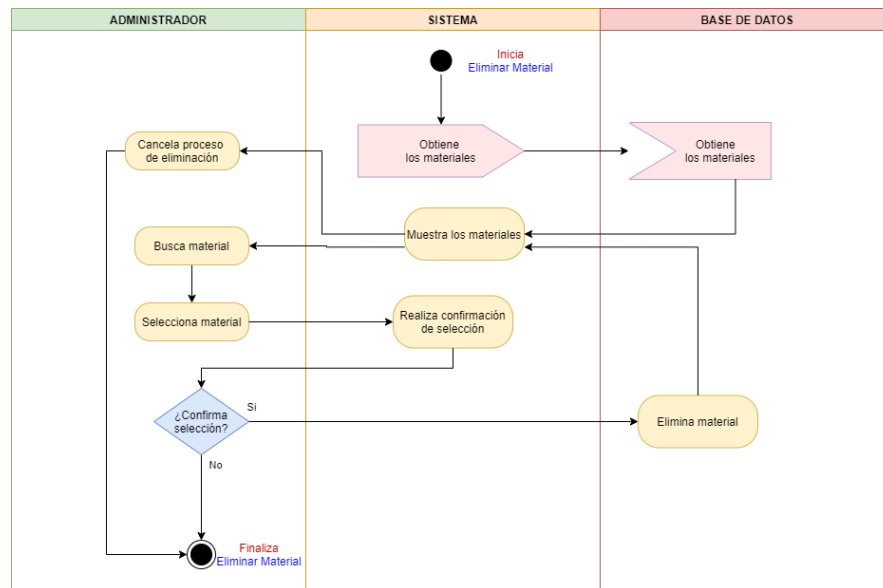 ADMINISTRADOR
SISTEMA
BASE DE DATOS
Inicia
Eliminar Material
Cancela proceso
de eliminación
Obtiene
los materiales
Obtiene
los materiales
Muestra los materiales
Busca material
Selecciona material
Realiza confirmación
de selección
¿Confirma
selección?
Si
Elimina material
No
Finaliza
Eliminar Material